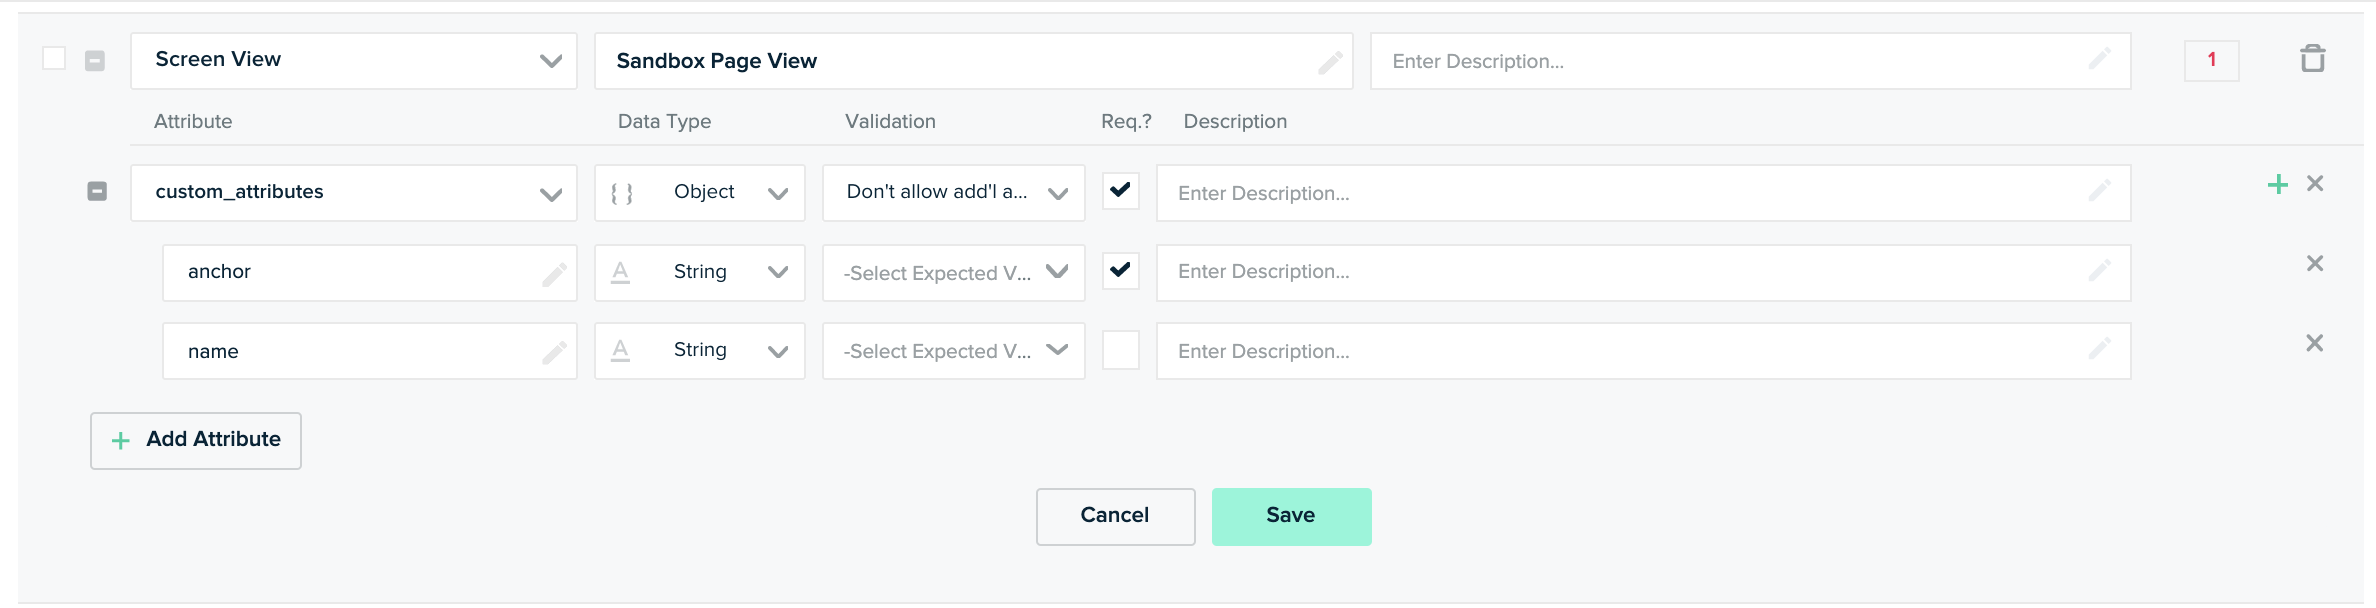 Screen View Sandbox Page View Enter Description... 1
Attribute Data Type Validation Req.? Description
custom_attributes { } Object Don't allow add'l a... Enter Description...
anchor A String -Select Expected V... Enter Description...
name A String -Select Expected V... Enter Description...
+ Add Attribute
Cancel Save